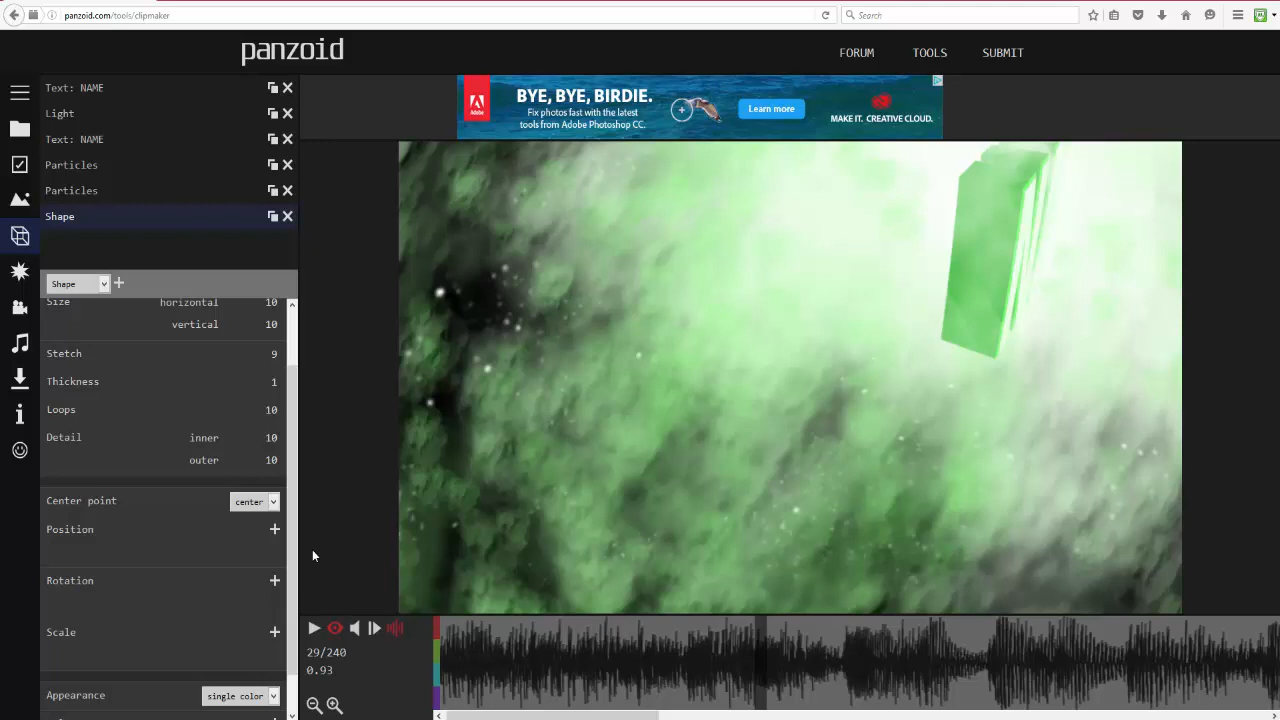 panzoid.com/tools/clipmaker
Search
panzoid
FORUM
TOOLS
SUBMIT
Text: NAME
Light
Text: NAME
Particles
Particles
Shape
BYE, BYE, BIRDIE.
Fix photos fast with the latest
tools from Adobe Photoshop CC.
Learn more
Adobe
MAKE IT. CREATIVE CLOUD.
Shape
Size horizontal 10
vertical 10
Stretch 9
Thickness 1
Loops 10
Detail inner 10
outer 10
Center point center
Position
Rotation
Scale
Appearance single color
29/240
0.93